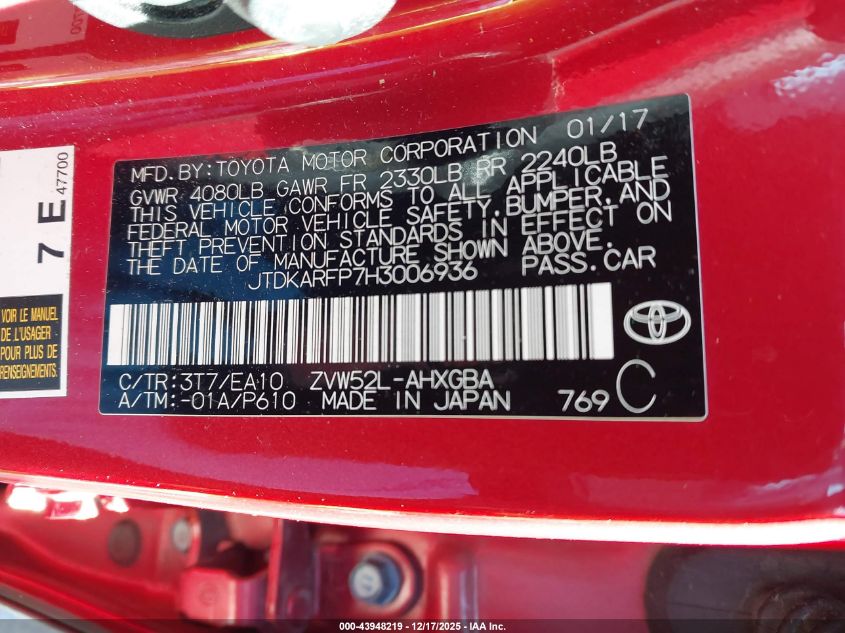 MFD. BY: TOYOTA MOTOR CORPORATION 01/17
GVWR 4080LB GAWR FR 2330LB RR 2240LB
THIS VEHICLE CONFORMS TO ALL APPLICABLE
FEDERAL MOTOR VEHICLE SAFETY, BUMPER, AND
THEFT PREVENTION STANDARDS IN EFFECT ON
THE DATE OF MANUFACTURE SHOWN ABOVE.
JTDKARFP7H3006936 PASS. CAR
C/TR: 3T7/EA10 ZVW52L-AHXGBA
A/TM: -01A/P610 MADE IN JAPAN 769 C
7 E
47700
VOIR LE MANUEL
DE L'USAGER
POUR PLUS DE
RENSEIGNEMENTS.
000-43948219 - 12/17/2025 - IAA Inc.